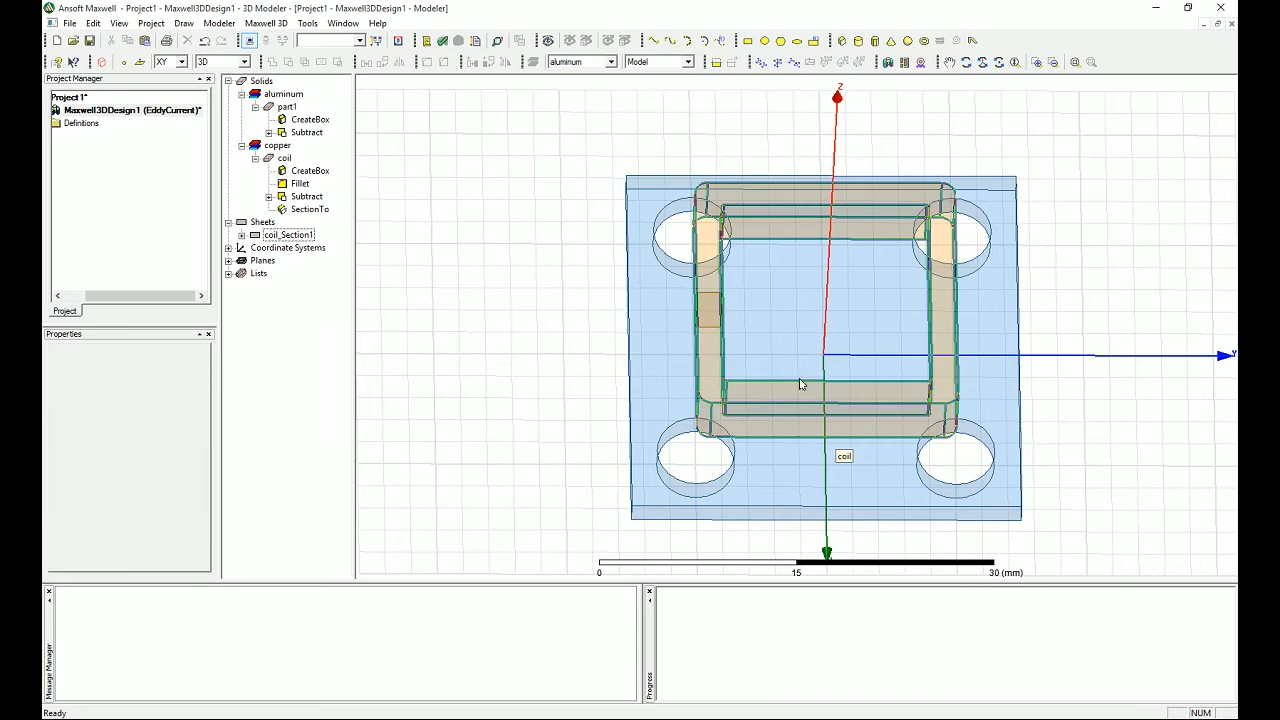 Ansoft Maxwell - Project1 - Maxwell3DDesign1 - 3D Modeler - [Project1 - Maxwell3DDesign1 - Modeler]
File Edit View Project Draw Modeler Maxwell 3D Tools Window Help
XY 3D aluminum Model
Project Manager
Project1*
Maxwell3DDesign1 (EddyCurrent)*
Definitions
Project
Properties
Solids
aluminum
part1
CreateBox
Subtract
copper
coil
CreateBox
Fillet
Subtract
SectionTo
Sheets
coil_Section1
Coordinate Systems
Planes
Lists
Z
coil
0 15 30 (mm)
Message Manager
Progress
Ready
NUM